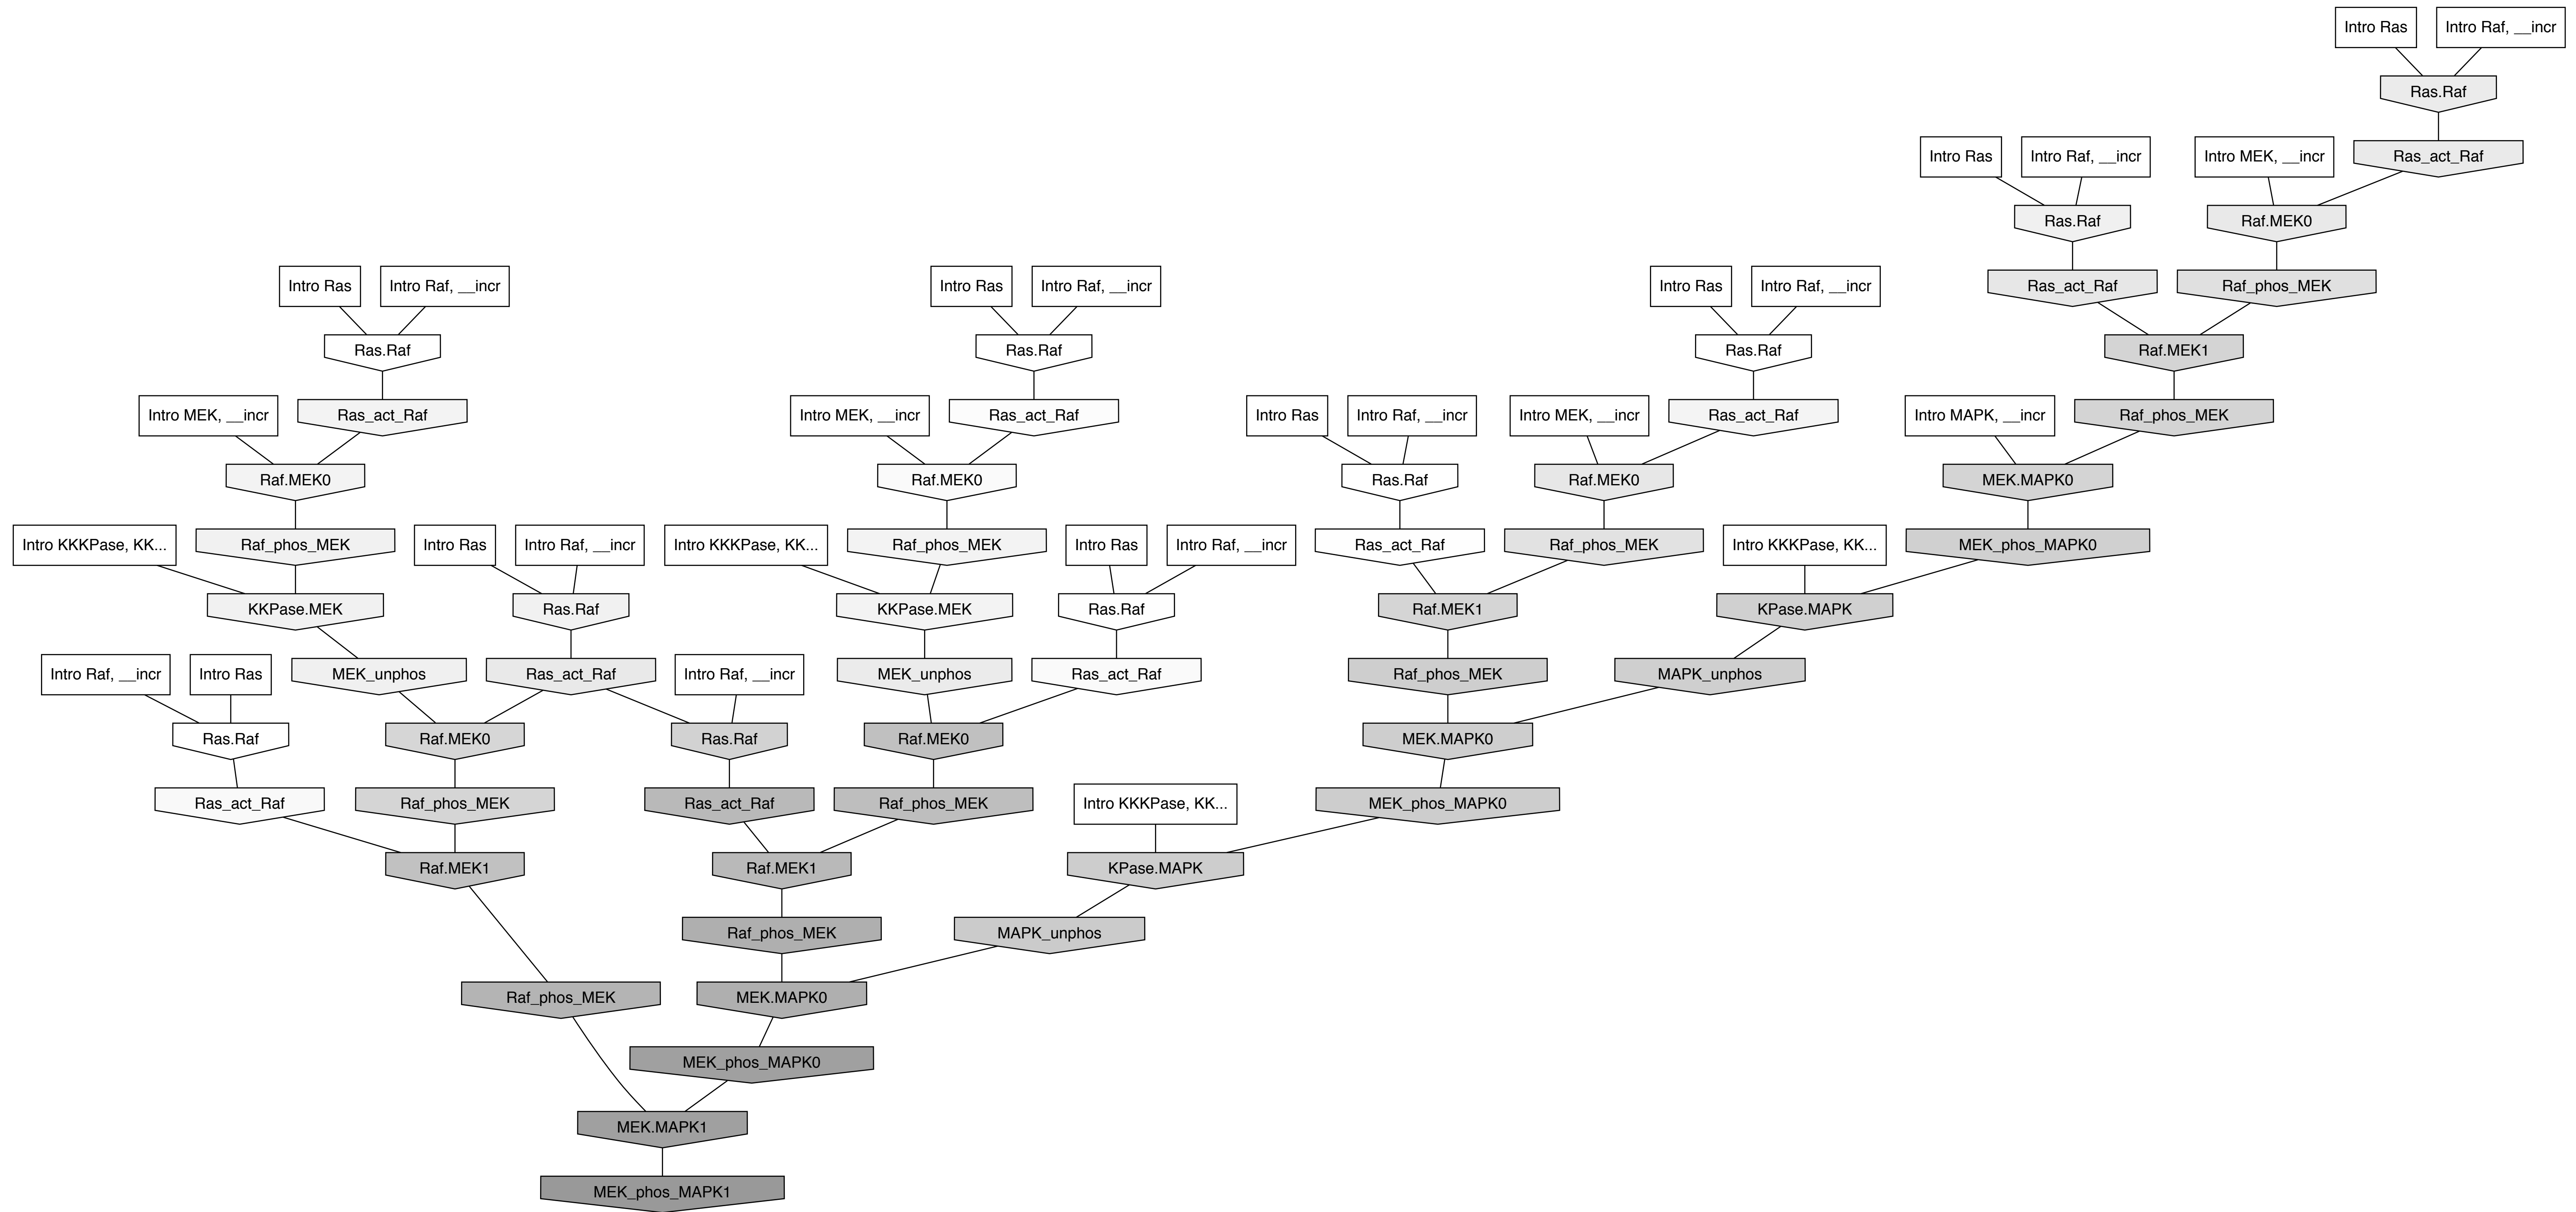 Intro Ras
Intro Raf, __incr
Ras.Raf
Intro Ras
Intro Raf, __incr
Intro MEK, __incr
Ras_act_Raf
Ras.Raf
Raf.MEK0
Intro Ras
Intro Raf, __incr
Intro Ras
Intro Raf, __incr
Intro Ras
Intro Raf, __incr
Ras_act_Raf
Raf_phos_MEK
Ras.Raf
Ras.Raf
Ras.Raf
Raf.MEK1
Intro MEK, __incr
Ras_act_Raf
Intro MEK, __incr
Ras_act_Raf
Intro Ras
Intro Raf, __incr
Intro MEK, __incr
Ras_act_Raf
Intro MAPK, __incr
Raf_phos_MEK
Raf.MEK0
Raf.MEK0
Ras.Raf
Raf.MEK0
MEK.MAPK0
Intro KKKPase, KK...
Raf_phos_MEK
Intro Ras
Intro Raf, __incr
Intro KKKPase, KK...
Raf_phos_MEK
Intro Ras
Intro Raf, __incr
Ras_act_Raf
Raf_phos_MEK
Intro KKKPase, KK...
MEK_phos_MAPK0
KKPase.MEK
Ras.Raf
KKPase.MEK
Ras.Raf
Raf.MEK1
KPase.MAPK
Intro Raf, __incr
Intro Ras
MEK_unphos
Ras_act_Raf
Intro Raf, __incr
MEK_unphos
Ras_act_Raf
Raf_phos_MEK
MAPK_unphos
Ras.Raf
Raf.MEK0
Ras.Raf
Raf.MEK0
MEK.MAPK0
Ras_act_Raf
Raf_phos_MEK
Ras_act_Raf
Raf_phos_MEK
Intro KKKPase, KK...
MEK_phos_MAPK0
Raf.MEK1
Raf.MEK1
KPase.MAPK
Raf_phos_MEK
MAPK_unphos
Raf_phos_MEK
MEK.MAPK0
MEK_phos_MAPK0
MEK.MAPK1
MEK_phos_MAPK1